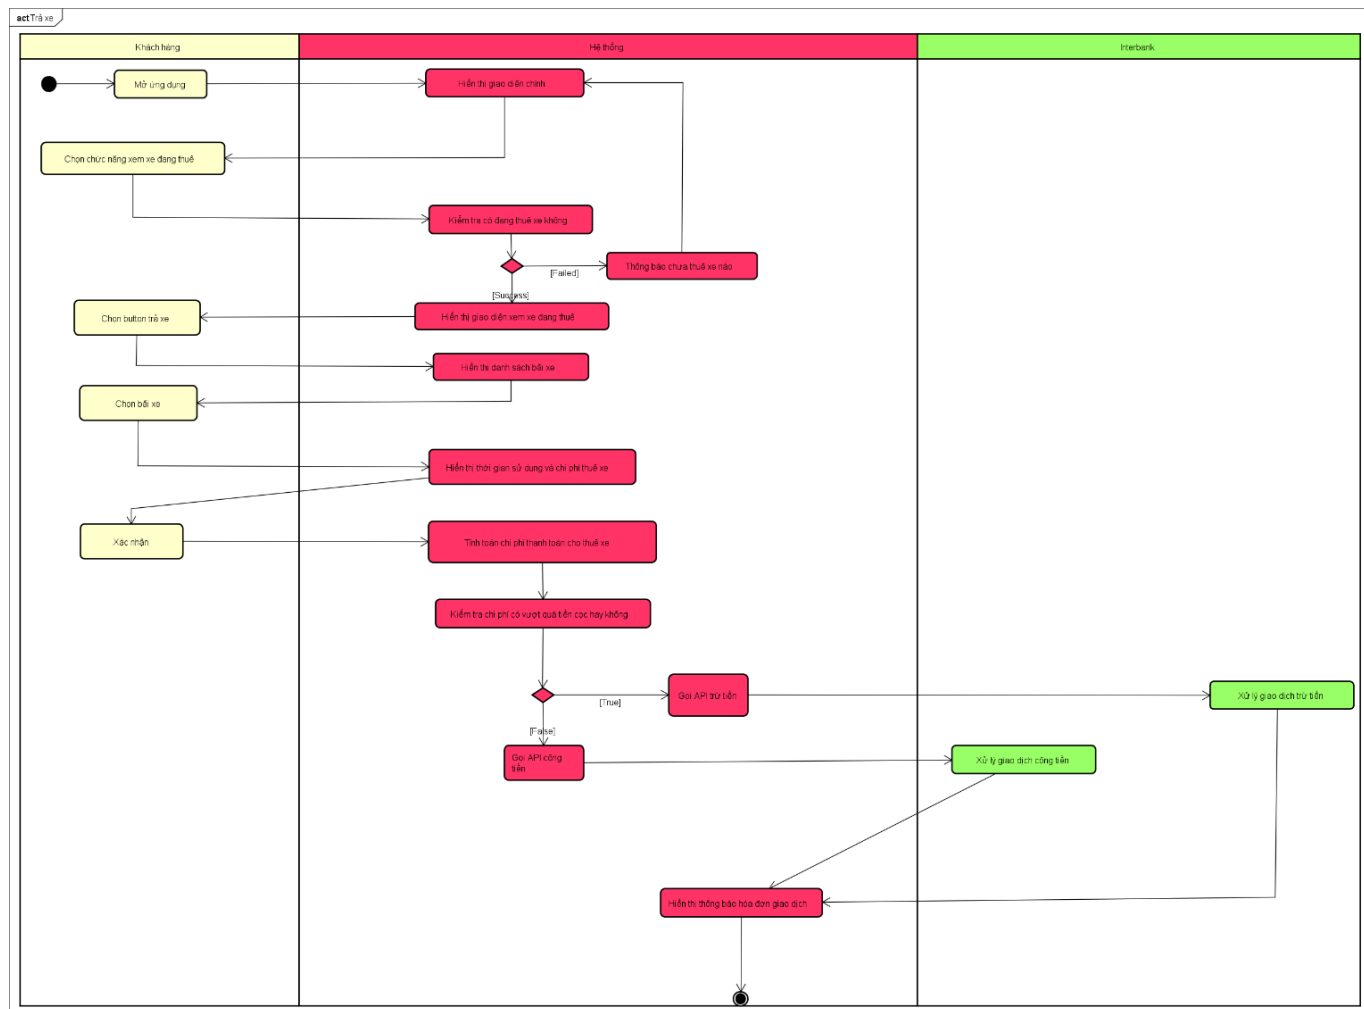 act Trả xe
Khách hàng
Hệ thống
Interbank
Mở ứng dụng
Hiển thị giao diện chính
Chọn chức năng xem xe đang thuê
Kiểm tra có đang thuê xe không
[Failed]
Thông báo chưa thuê xe nào
[Success]
Chọn button trả xe
Hiển thị giao diện xem xe đang thuê
Hiển thị danh sách bãi xe
Chọn bãi xe
Hiển thị thời gian sử dụng và chi phí thuê xe
Xác nhận
Tính toán chi phí thanh toán cho thuê xe
Kiểm tra chi phí có vượt quá tiền cọc hay không
[True]
Gọi API trừ tiền
Xử lý giao dịch trừ tiền
[False]
Gọi API cộng
tiền
Xử lý giao dịch cộng tiền
Hiển thị thông báo hóa đơn giao dịch